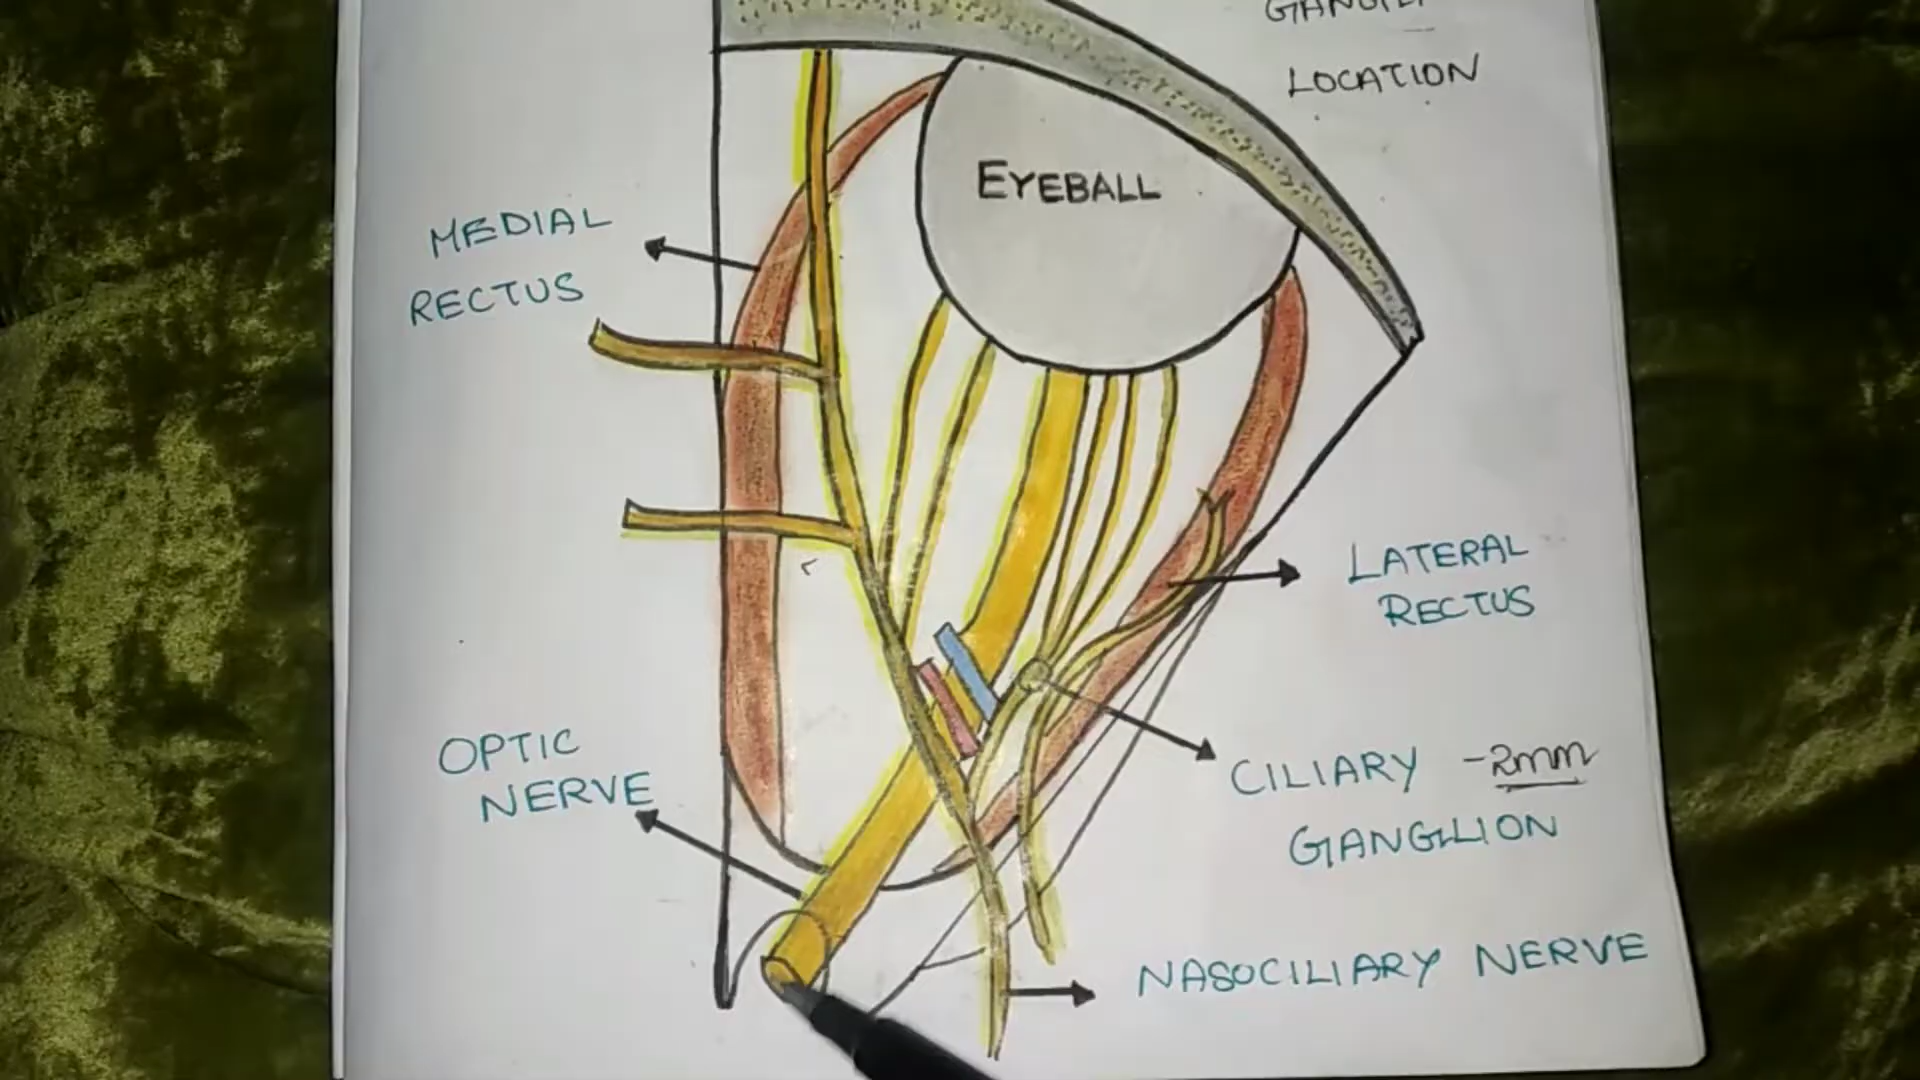 LOCATION
EYEBALL
MEDIAL
RECTUS
LATERAL
RECTUS
OPTIC
NERVE
CILIARY -2mm
GANGLION
NASOCILIARY NERVE